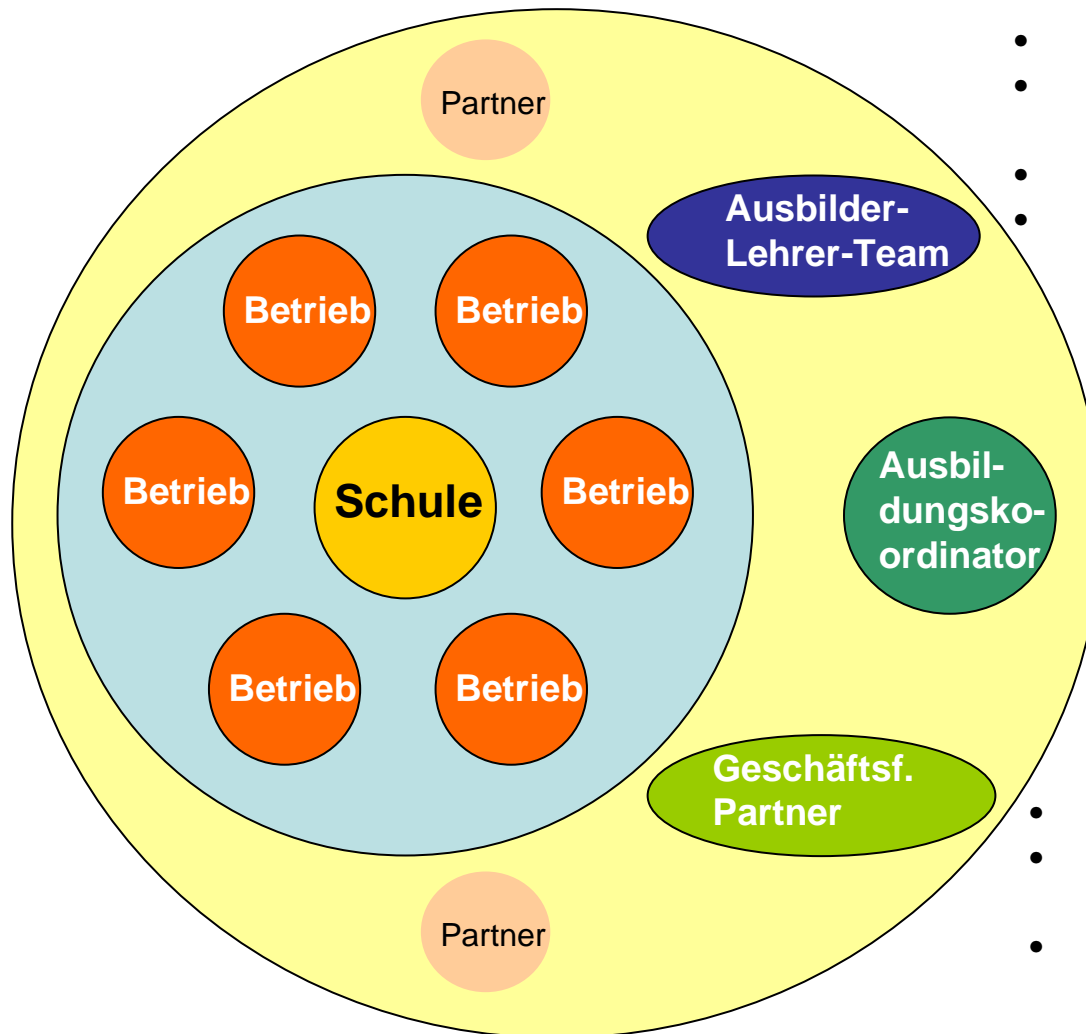 Partner
Ausbilder-
Lehrer-Team
Betrieb
Betrieb
Betrieb
Schule
Betrieb
Ausbil-
dungsko-
ordinator
Betrieb
Betrieb
Geschäftsf.
Partner
Partner